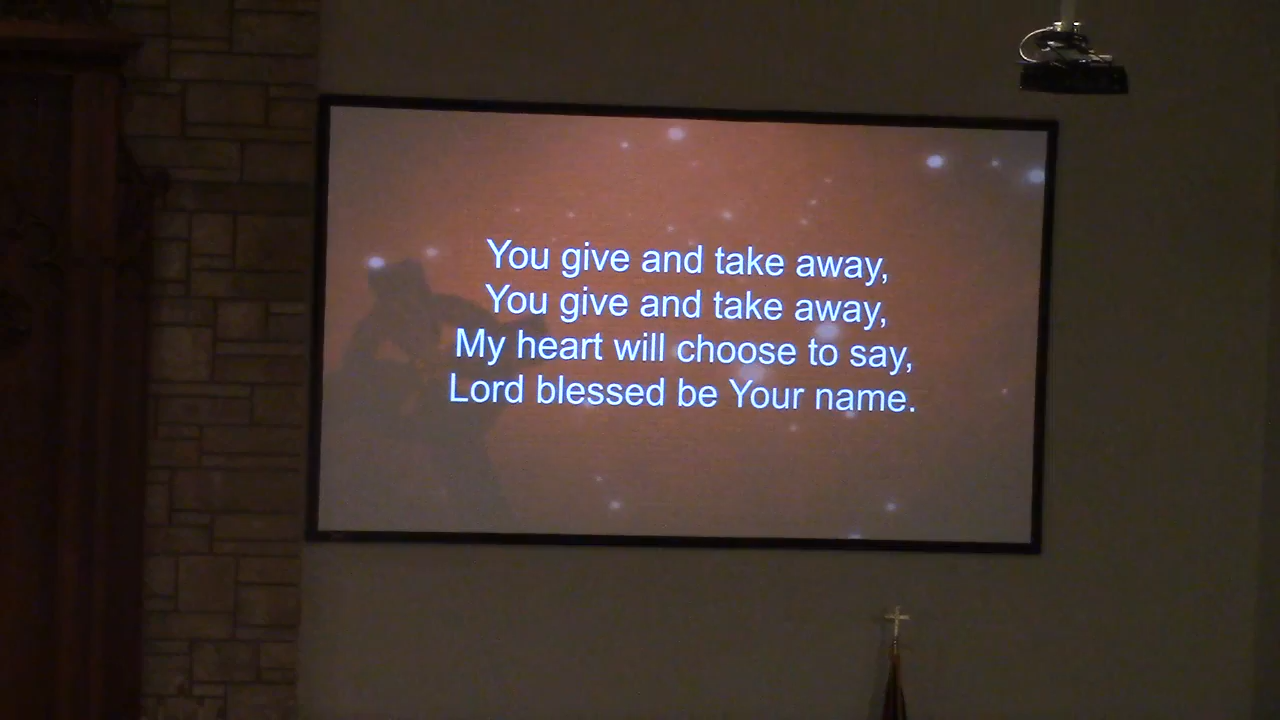 You give and take away,
You give and take away,
My heart will choose to say,
Lord blessed be Your name.